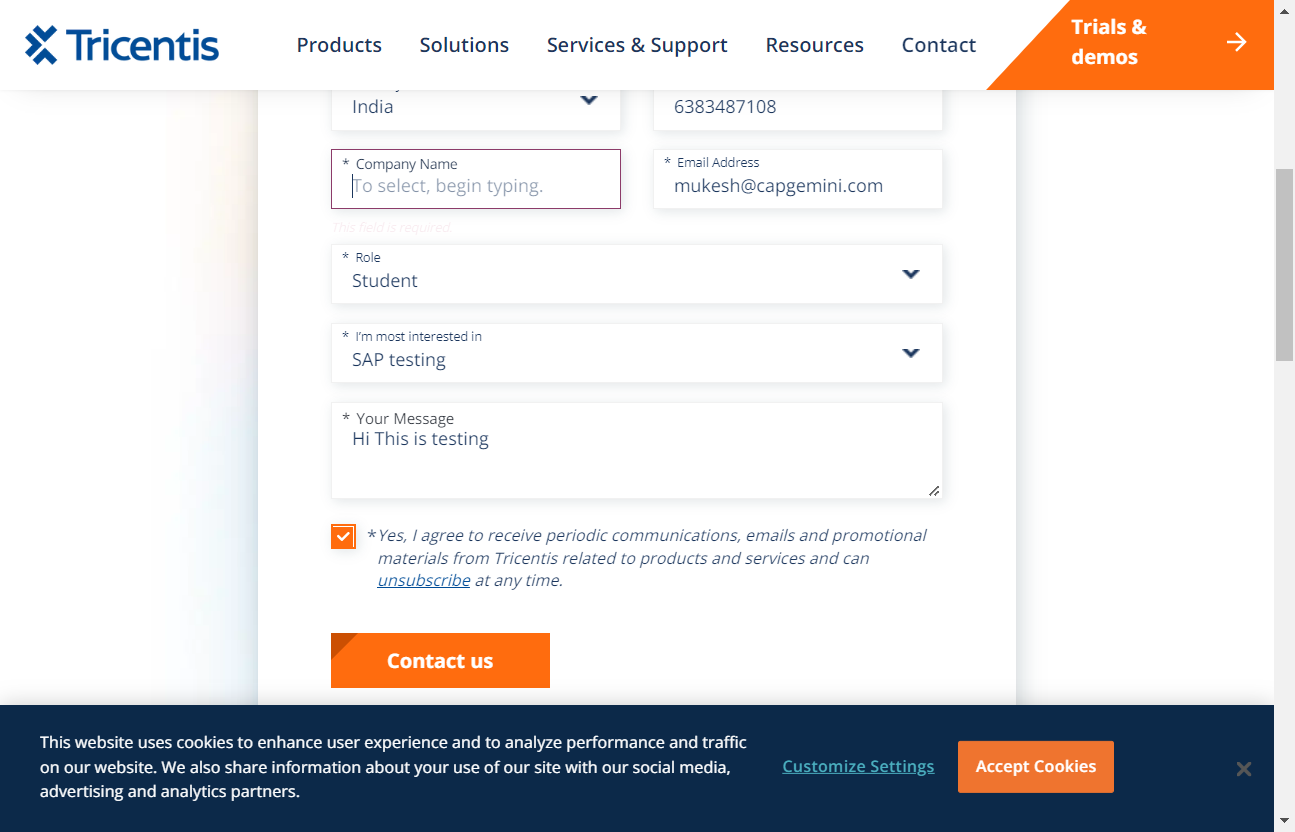 Tricentis
Products
Solutions
Services & Support
Resources
Contact
Trials &
demos
India
6383487108
* Company Name
To select, begin typing.
* Email Address
mukesh@capgemini.com
This field is required.
* Role
Student
* I'm most interested in
SAP testing
* Your Message
Hi This is testing
*Yes, I agree to receive periodic communications, emails and promotional
materials from Tricentis related to products and services and can
unsubscribe at any time.
Contact us
This website uses cookies to enhance user experience and to analyze performance and traffic
on our website. We also share information about your use of our site with our social media,
advertising and analytics partners.
Customize Settings
Accept Cookies